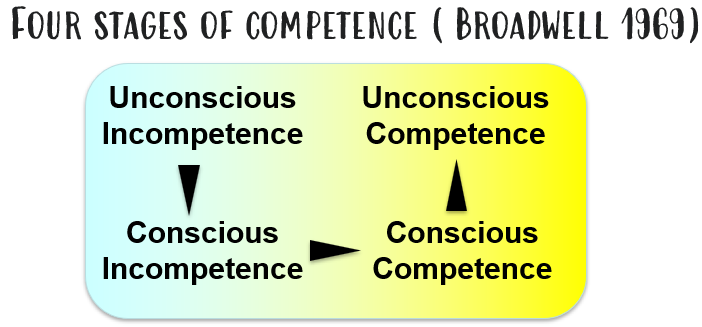 Four stages of competence ( Broadwell 1969)
Unconscious
Incompetence
Unconscious
Competence
Conscious
Incompetence
Conscious
Competence